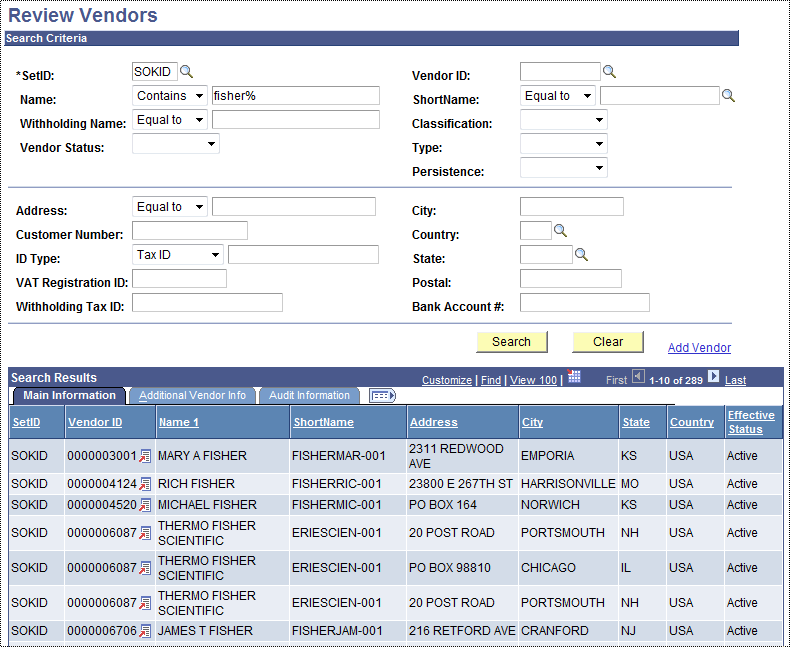 Review Vendors
Search Criteria
*SetID: SOKID Vendor ID:
Name: Contains fisher% ShortName: Equal to
Withholding Name: Equal to Classification:
Vendor Status: Type:
Persistence:
Address: Equal to City:
Customer Number: Country:
ID Type: Tax ID State:
VAT Registration ID: Postal:
Withholding Tax ID: Bank Account #:
Search Clear Add Vendor
Search Results Customize | Find | View 100 | First 1-10 of 289 Last
Main Information Additional Vendor Info Audit Information
SetID Vendor ID Name 1 ShortName Address City State Country Effective Status
SOKID 0000003001 MARY A FISHER FISHERMAR-001 2311 REDWOOD AVE EMPORIA KS USA Active
SOKID 0000004124 RICH FISHER FISHERRIC-001 23800 E 267TH ST HARRISONVILLE MO USA Active
SOKID 0000004520 MICHAEL FISHER FISHERMIC-001 PO BOX 164 NORWICH KS USA Active
SOKID 0000006087 THERMO FISHER SCIENTIFIC ERIESCIEN-001 20 POST ROAD PORTSMOUTH NH USA Active
SOKID 0000006087 THERMO FISHER SCIENTIFIC ERIESCIEN-001 PO BOX 98810 CHICAGO IL USA Active
SOKID 0000006087 THERMO FISHER SCIENTIFIC ERIESCIEN-001 20 POST ROAD PORTSMOUTH NH USA Active
SOKID 0000006706 JAMES T FISHER FISHERJAM-001 216 RETFORD AVE CRANFORD NJ USA Active